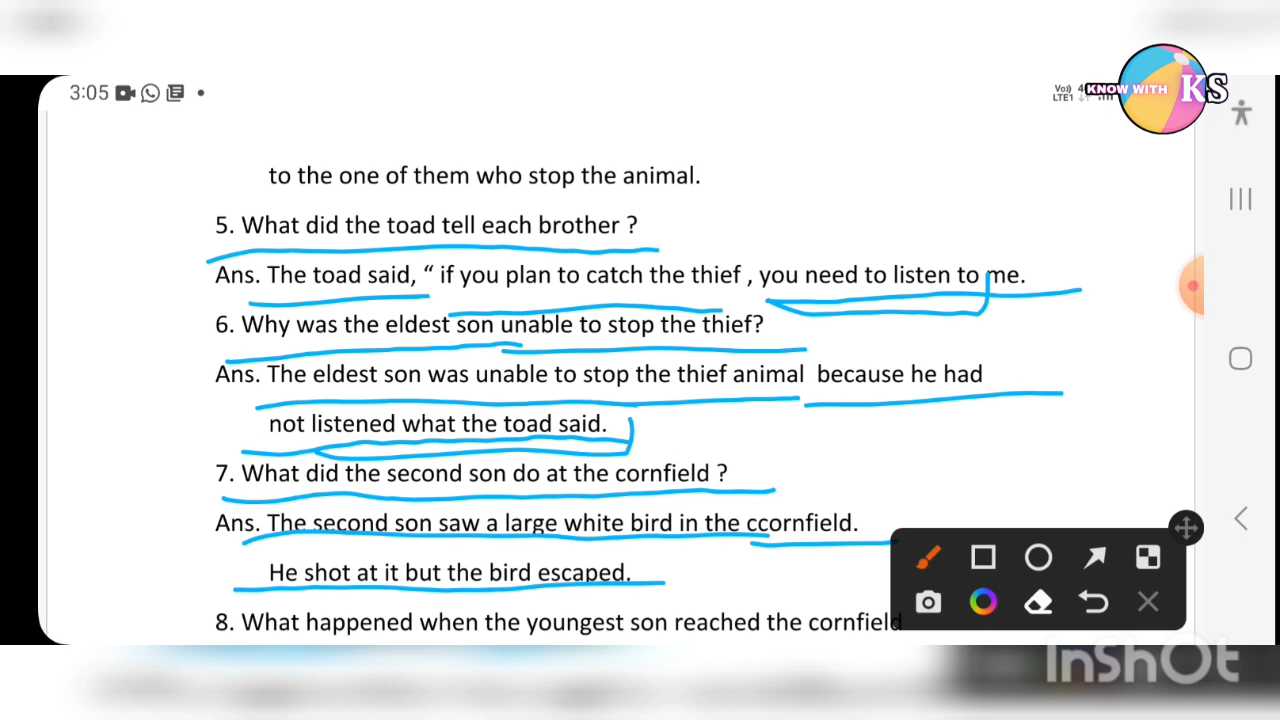 3:05
Vo))
LTE1
KNOW WITH KS
to the one of them who stop the animal.
5. What did the toad tell each brother ?
Ans. The toad said, “ if you plan to catch the thief , you need to listen to me.
6. Why was the eldest son unable to stop the thief?
Ans. The eldest son was unable to stop the thief animal because he had
not listened what the toad said.
7. What did the second son do at the cornfield ?
Ans. The second son saw a large white bird in the ccornfield.
He shot at it but the bird escaped.
8. What happened when the youngest son reached the cornfield
InShOt